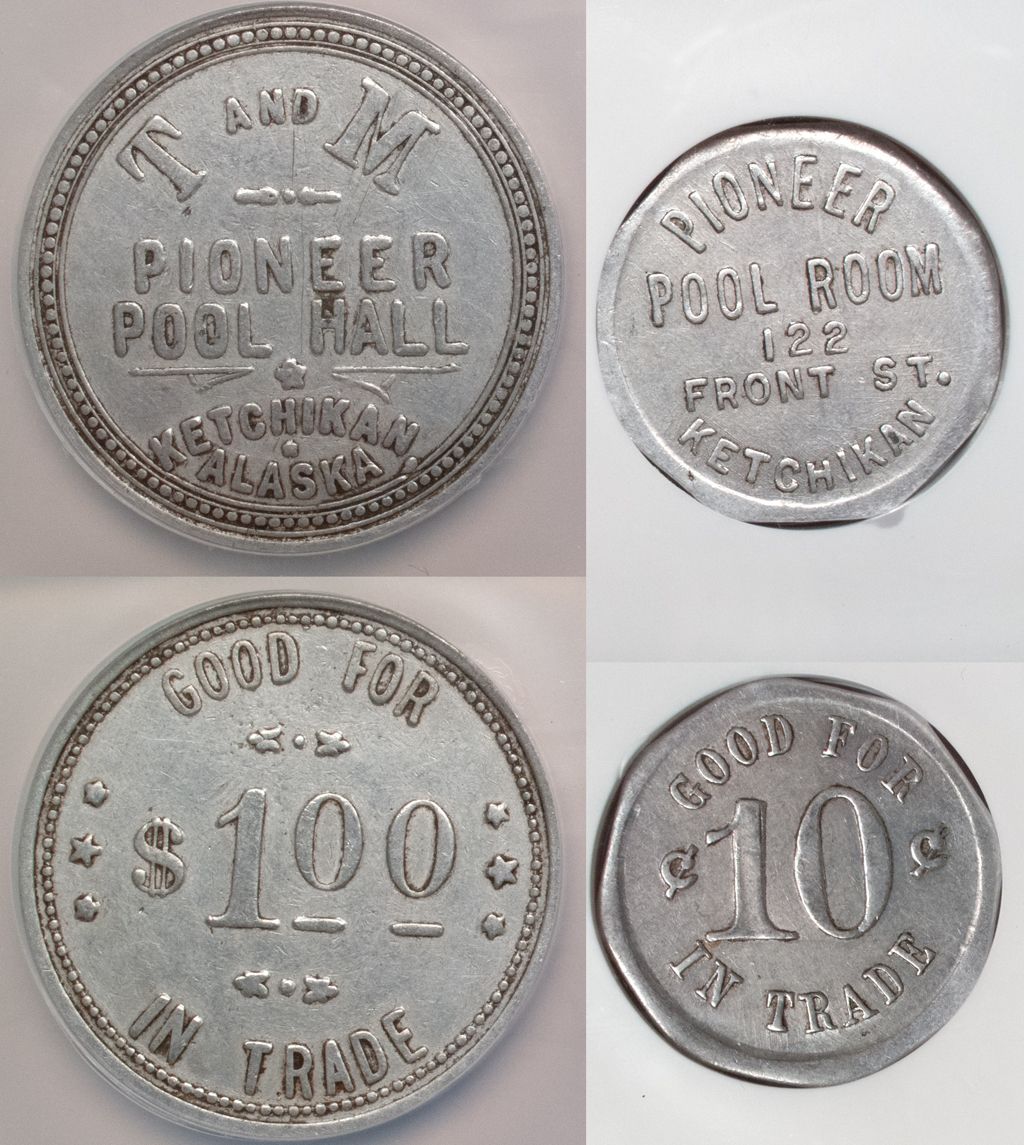 T AND M
PIONEER
POOL HALL
KETCHIKAN,
ALASKA
PIONEER
POOL ROOM
122
FRONT ST.
KETCHIKAN
GOOD FOR
$ 100
IN TRADE
GOOD FOR
¢ 10 ¢
IN TRADE